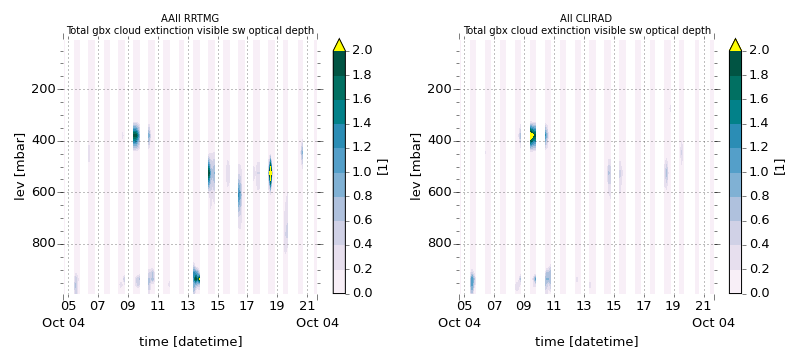 AAII RRTMG
Total gbx cloud extinction visible sw optical depth
200
400
600
800
lev [mbar]
05 07 09 11 13 15 17 19 21
Oct 04 Oct 04
time [datetime]
2.0
1.8
1.6
1.4
1.2
1.0
0.8
0.6
0.4
0.2
0.0
[1]
AII CLIRAD
Total gbx cloud extinction visible sw optical depth
200
400
600
800
lev [mbar]
05 07 09 11 13 15 17 19 21
Oct 04 Oct 04
time [datetime]
2.0
1.8
1.6
1.4
1.2
1.0
0.8
0.6
0.4
0.2
0.0
[1]